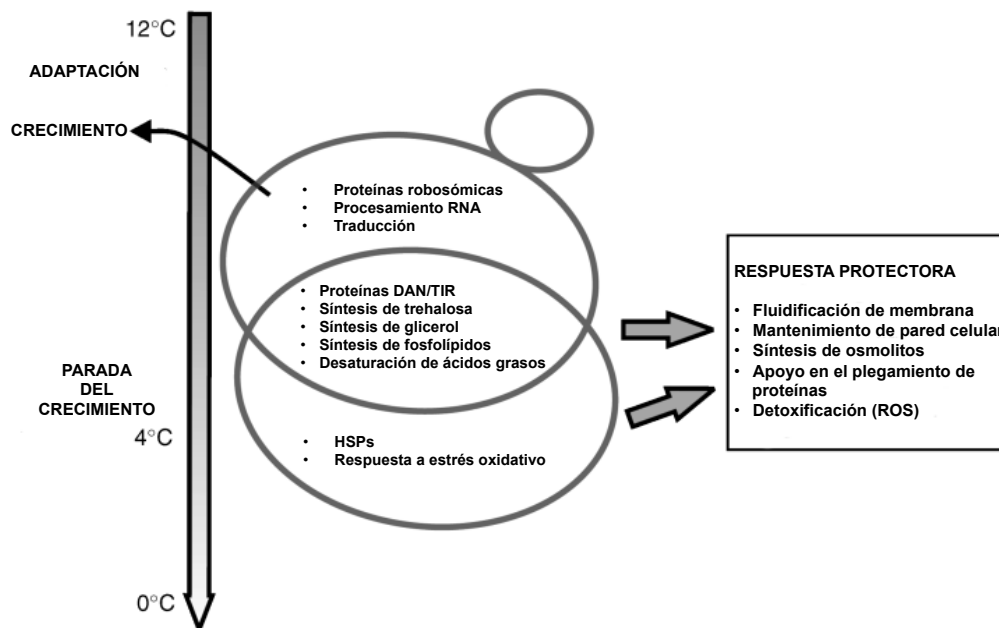 12°C
ADAPTACIÓN
CRECIMIENTO
• Proteínas robosómicas
• Procesamiento RNA
• Traducción
• Proteínas DAN/TIR
• Síntesis de trehalosa
• Síntesis de glicerol
• Síntesis de fosfolípidos
• Desaturación de ácidos grasos
RESPUESTA PROTECTORA
• Fluidificación de membrana
• Mantenimiento de pared celular
• Síntesis de osmolitos
• Apoyo en el plegamiento de
proteínas
• Detoxificación (ROS)
PARADA
DEL
CRECIMIENTO
4°C
• HSPs
• Respuesta a estrés oxidativo
0°C